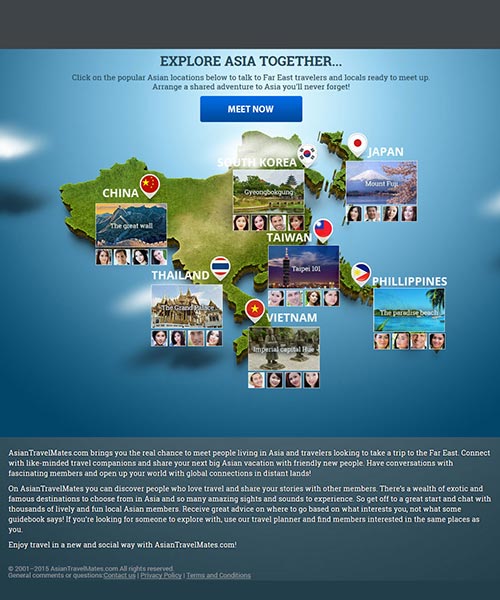 EXPLORE ASIA TOGETHER...
Click on the popular Asian locations below to talk to Far East travelers and locals ready to meet up.
Arrange a shared adventure to Asia you'll never forget!
MEET NOW
JAPAN
SOUTH KOREA
Mount Fuji
CHINA
Gyeongbokgung
The great wall
TAIWAN
Taipei 101
THAILAND
PHILLIPPINES
The Grand Palace
The paradise beach
VIETNAM
Imperial capital Hue
AsianTravelMates.com brings you the real chance to meet people living in Asia and travelers looking to take a trip to the Far East. Connect
with like-minded travel companions and share your next big Asian vacation with friendly new people. Have conversations with
fascinating members and open up your world with global connections in distant lands!
On AsianTravelMates you can discover people who love travel and share your stories with other members. There's a wealth of exotic and
famous destinations to choose from in Asia and so many amazing sights and sounds to experience. So get off to a great start and chat with
thousands of lively and fun local Asian members. Receive great advice on where to go based on what interests you, not what some
guidebook says! If you're looking for someone to explore with, use our travel planner and find members interested in the same places as
you.
Enjoy travel in a new and social way with AsianTravelMates.com!
© 2001–2015 AsianTravelMates.com All rights reserved.
General comments or questions:Contact us | Privacy Policy | Terms and Conditions